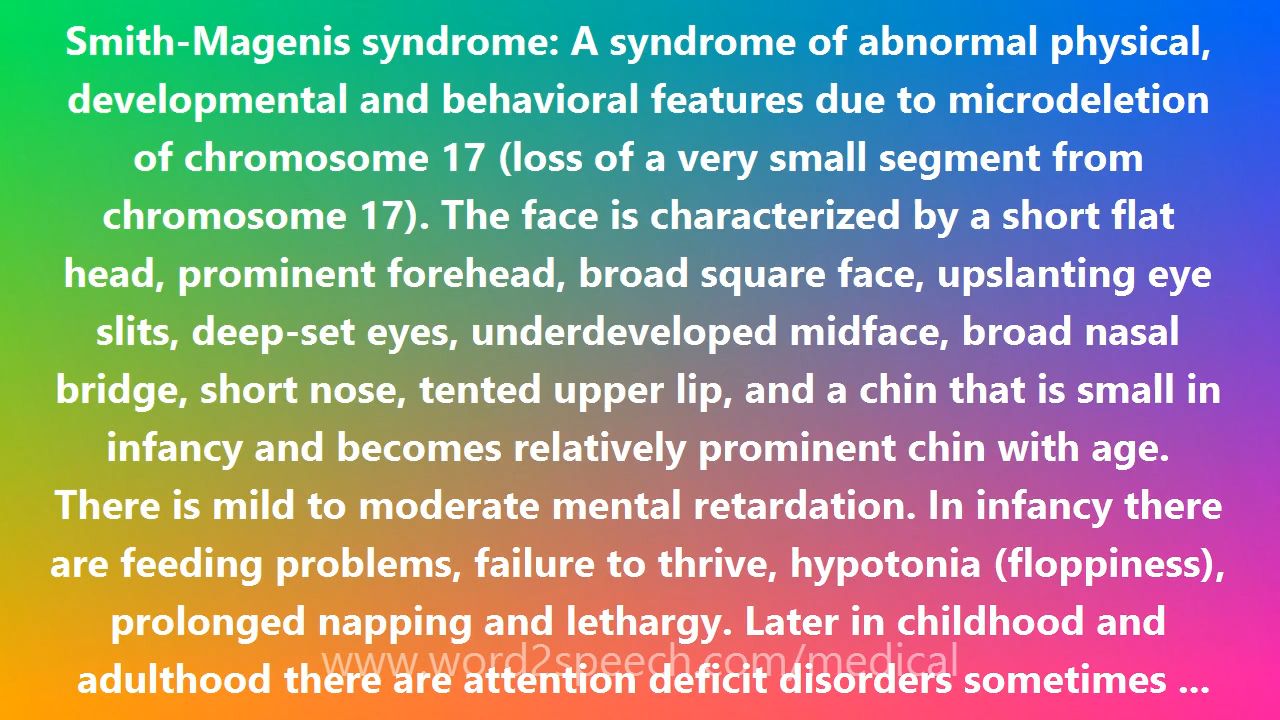 Smith-Magenis syndrome: A syndrome of abnormal physical,
developmental and behavioral features due to microdeletion
of chromosome 17 (loss of a very small segment from
chromosome 17). The face is characterized by a short flat
head, prominent forehead, broad square face, upslanting eye
slits, deep-set eyes, underdeveloped midface, broad nasal
bridge, short nose, tented upper lip, and a chin that is small in
infancy and becomes relatively prominent chin with age.
There is mild to moderate mental retardation. In infancy there
are feeding problems, failure to thrive, hypotonia (floppiness),
prolonged napping and lethargy. Later in childhood and
www.word2speech.com/medical
adulthood there are attention deficit disorders sometimes ...